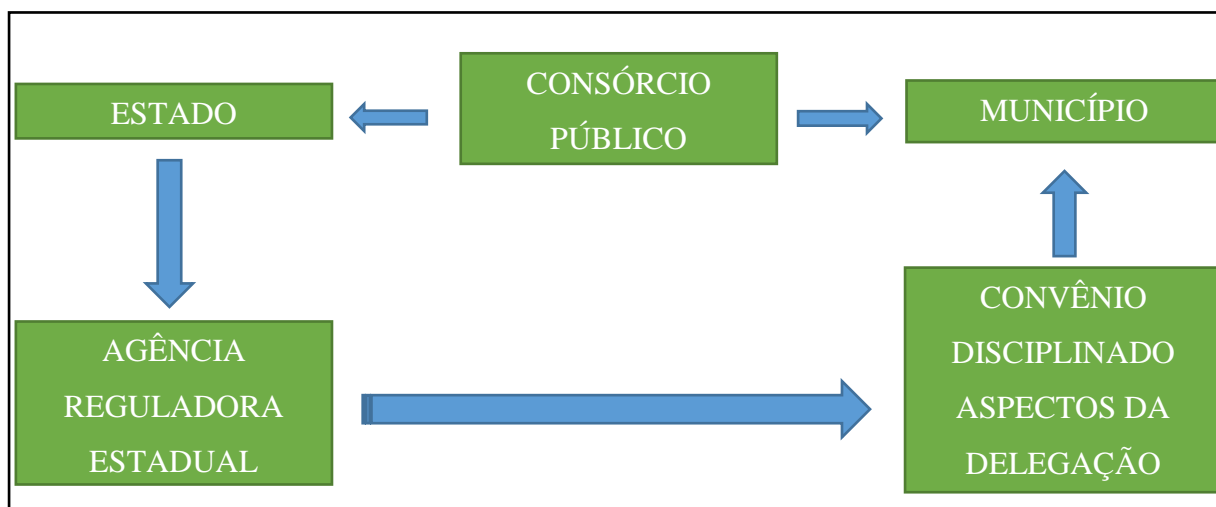 ESTADO
CONSÓRCIO
PÚBLICO
MUNICÍPIO
AGÊNCIA
REGULADORA
ESTADUAL
CONVÊNIO
DISCIPLINADO
ASPECTOS DA
DELEGAÇÃO